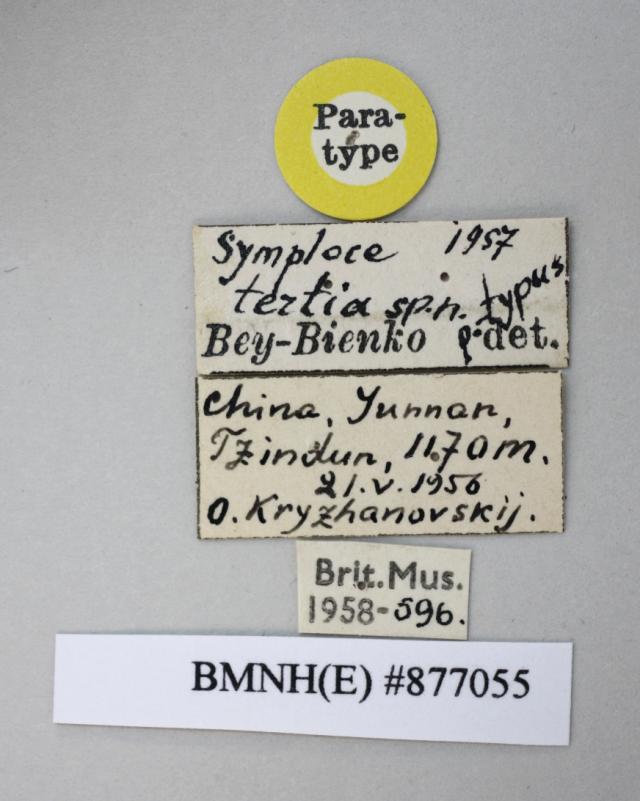 Para-
type
Symploce 1957
tertia sp.n. typus
Bey-Bienko p. det.
China, Yunnan,
Tzindun, 1170m.
21.V.1956
O. Kryzhanovskij.
Brit. Mus.
1958-596.
BMNH(E) #877055